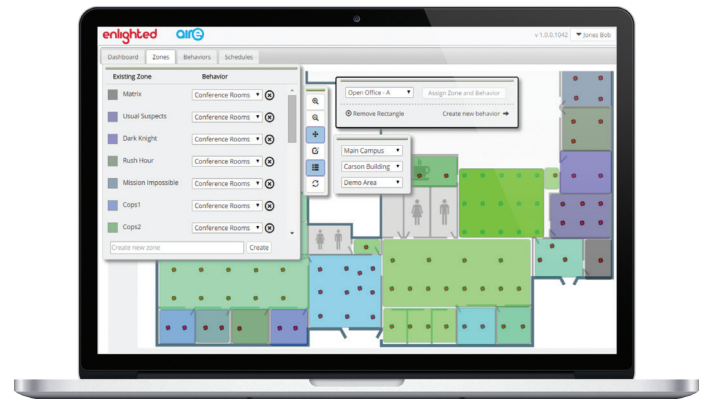 enlighted aire
v 1.0.0.1042 Jones Bob
Dashboard Zones Behaviors Schedules
Existing Zone Behavior
Matrix Conference Rooms
Usual Suspects Conference Rooms
Dark Knight Conference Rooms
Rush Hour Conference Rooms
Mission Impossible Conference Rooms
Cops1 Conference Rooms
Cops2 Conference Rooms
Create new zone Create
Open Office - A Assign Zone and Behavior
Remove Rectangle Create new behavior
Main Campus
Carson Building
Demo Area